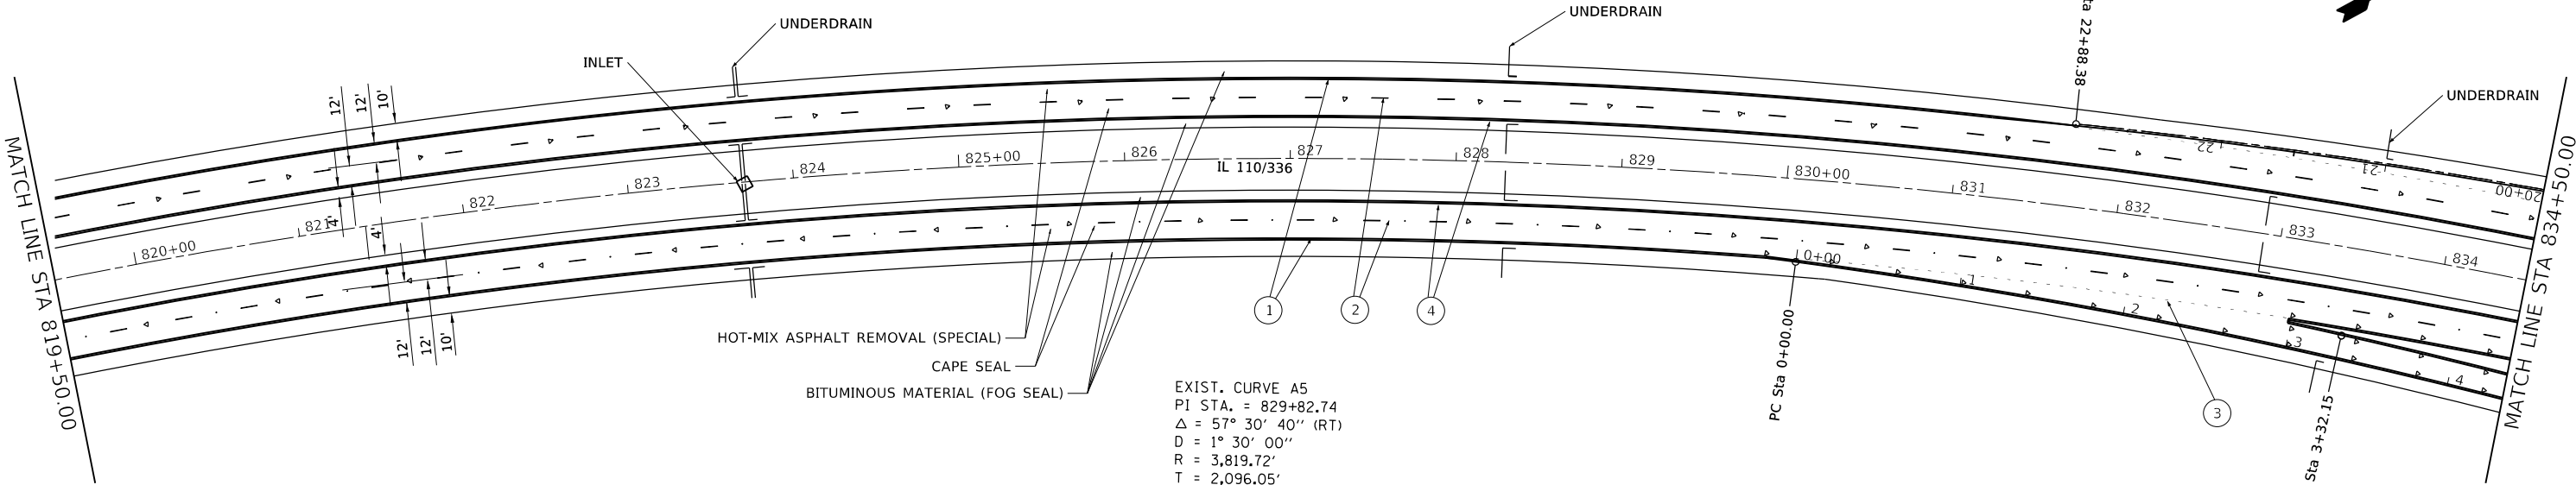 UNDERDRAIN
UNDERDRAIN
INLET
UNDERDRAIN
12'
12'
10'
4'
4'
12'
12'
10'
MATCH LINE STA 819+50.00
820+00
821
822
823
824
825+00
826
827
828
829
830+00
831
832
833
834
IL 110/336
22+88.38
22
21
20+00
MATCH LINE STA 834+50.00
0+00
1
2
3
4
PC Sta 0+00.00
Sta 3+32.15
1
2
4
3
HOT-MIX ASPHALT REMOVAL (SPECIAL)
CAPE SEAL
BITUMINOUS MATERIAL (FOG SEAL)
EXIST. CURVE A5
PI STA. = 829+82.74
Δ = 57° 30' 40'' (RT)
D = 1° 30' 00''
R = 3,819.72'
T = 2,096.05'